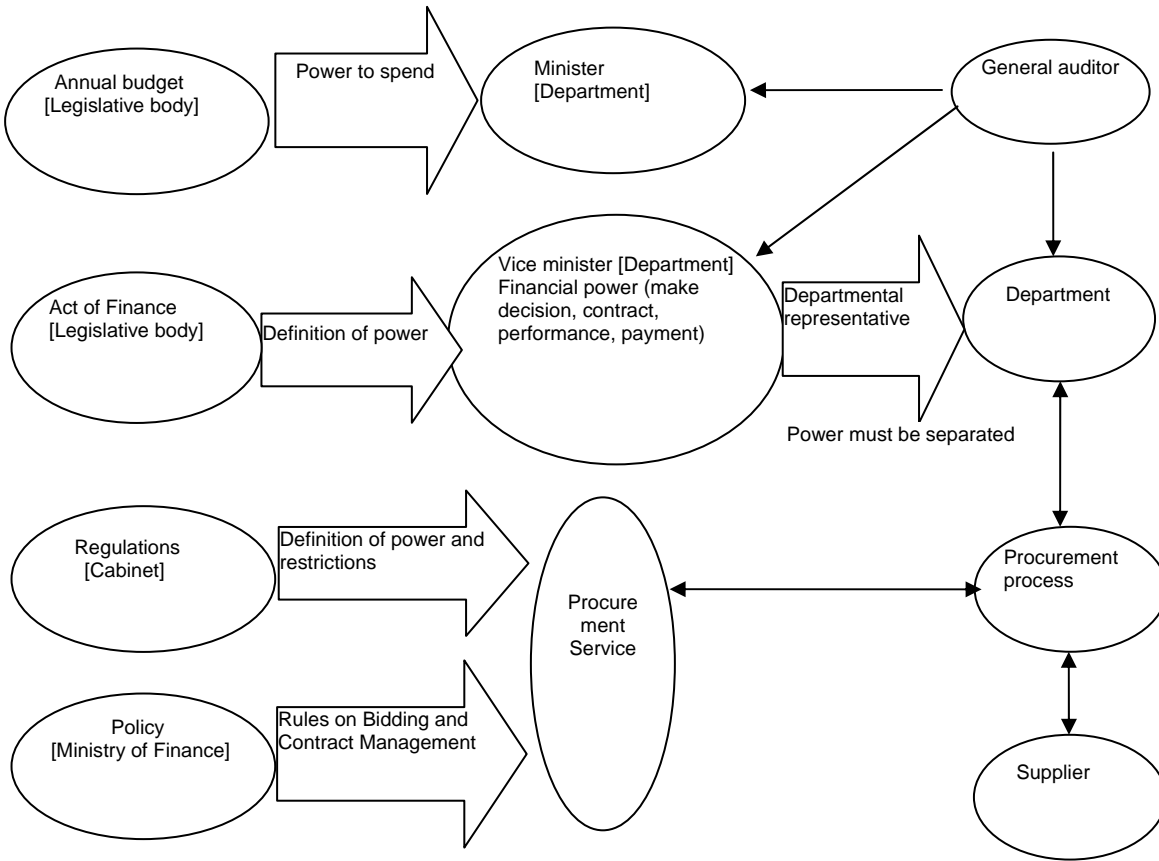 Annual budget
[Legislative body]
Power to spend
Minister
[Department]
General auditor
Act of Finance
[Legislative body]
Definition of power
Vice minister [Department]
Financial power (make
decision, contract,
performance, payment)
Departmental
representative
Department
Power must be separated
Regulations
[Cabinet]
Definition of power and
restrictions
Procure
ment
Service
Procurement
process
Policy
[Ministry of Finance]
Rules on Bidding and
Contract Management
Supplier